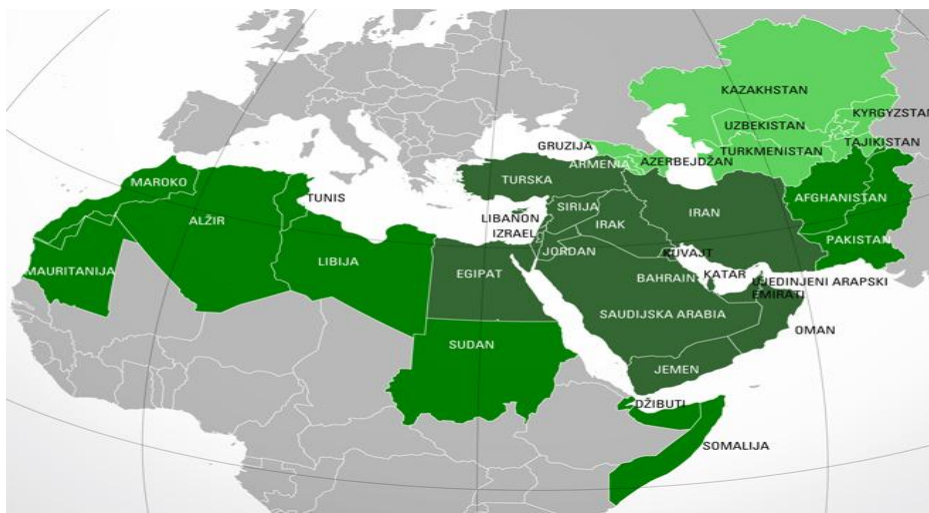 KAZAKHSTAN
KYRGYZSTAN
UZBEKISTAN
GRUZIJA
TAJIKISTAN
TURKMENISTAN
ARMENIA
AZERBEJDŽAN
MAROKO
TURSKA
TUNIS
AFGHANISTAN
SIRIJA
IRAN
LIBANON
ALŽIR
IRAK
IZRAEL
PAKISTAN
JORDAN
KUVAJT
LIBIJA
MAURITANIJA
EGIPAT
BAHRAIN
KATAR
UJEDINJENI ARAPSKI
EMIRATI
SAUDIJSKA ARABIA
OMAN
SUDAN
JEMEN
DŽIBUTI
SOMALIJA